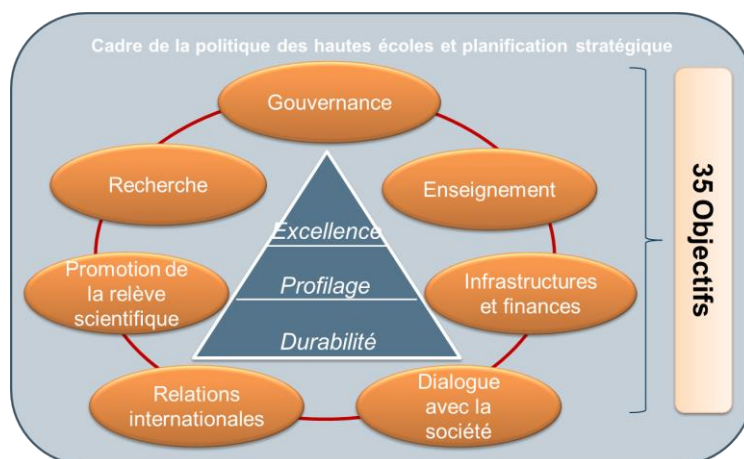 Cadre de la politique des hautes écoles et planification stratégique
Gouvernance
Recherche
Enseignement
Excellence
Promotion de
la relève
scientifique
Profilage
Infrastructures
et finances
Durabilité
Relations
internationales
Dialogue
avec la
société
35 Objectifs